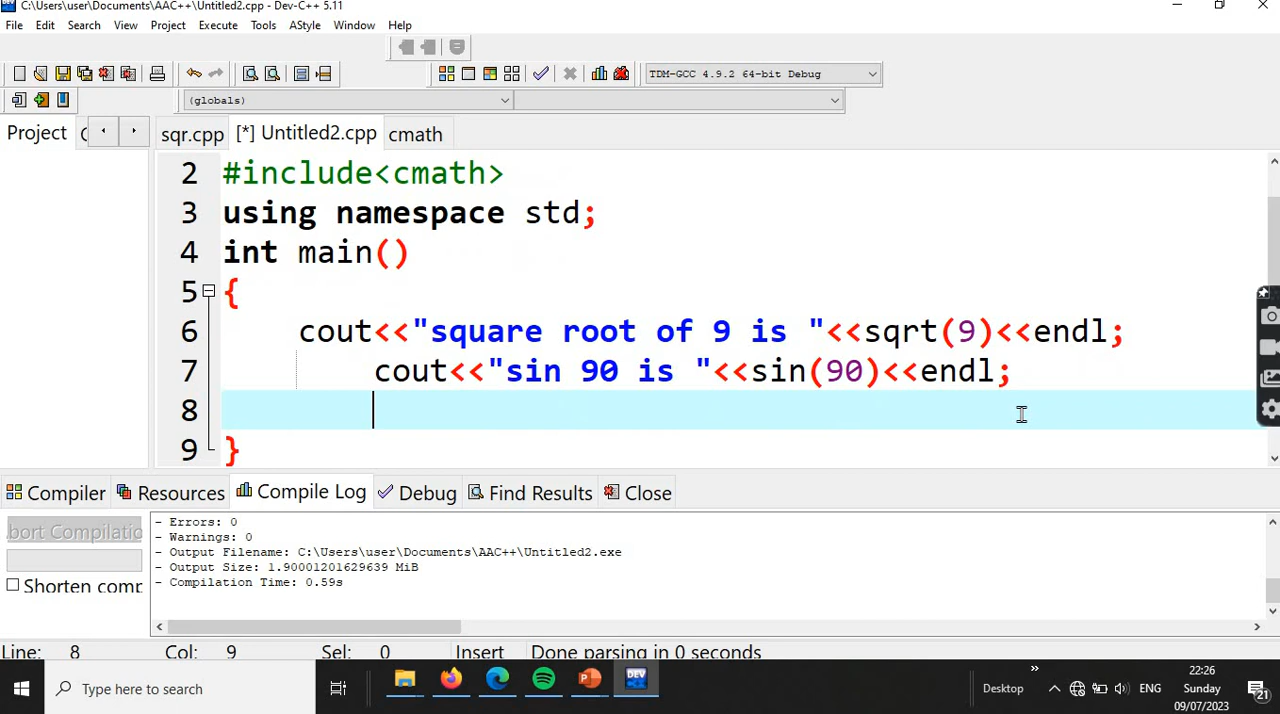 C:\Users\user\Documents\AAC++\Untitled2.cpp - Dev-C++ 5.11
File Edit Search View Project Execute Tools AStyle Window Help
TDM-GCC 4.9.2 64-bit Debug
(globals)
Project sqr.cpp [*] Untitled2.cpp cmath
2 #include<cmath>
3 using namespace std;
4 int main()
5 {
6 cout<<"square root of 9 is "<<sqrt(9)<<endl;
7 cout<<"sin 90 is "<<sin(90)<<endl;
8
9 }
Compiler Resources Compile Log Debug Find Results Close
bort Compilatio
Shorten comp
- Errors: 0
- Warnings: 0
- Output Filename: C:\Users\user\Documents\AAC++\Untitled2.exe
- Output Size: 1.90001201629639 MiB
- Compilation Time: 0.59s
Line: 8 Col: 9 Sel: 0 Insert Done parsing in 0 seconds
Type here to search
DEV
Desktop
ENG
22:26
Sunday
09/07/2023
21